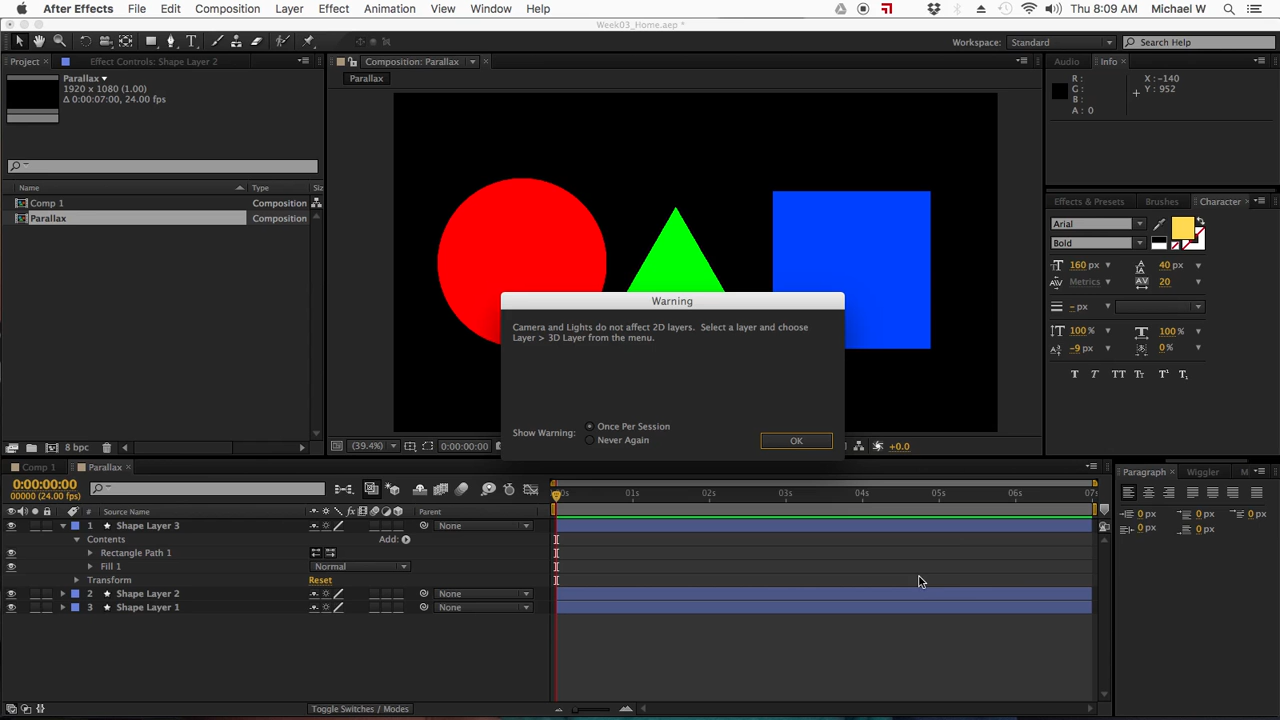 After Effects File Edit Composition Layer Effect Animation View Window Help Thu 8:09 AM Michael W
Week03_Home.aep *
Workspace: Standard Search Help
Project Effect Controls: Shape Layer 2 Composition: Parallax Audio Info
Parallax
1920 x 1080 (1.00)
Δ 0:00:07:00, 24.00 fps
Parallax
R :
G :
B :
A : 0
X : -140
Y : 952
Name Type Siz
Comp 1 Composition
Parallax Composition
Effects & Presets Brushes Character
Arial
Bold
160 px 40 px
Metrics 20
- px
100% 100%
-9 px 0%
T T TT Tt T¹ T₁
Warning
Camera and Lights do not affect 2D layers. Select a layer and choose
Layer > 3D Layer from the menu.
Show Warning: Once Per Session
Never Again
OK
8 bpc (39.4%) 0:00:00:00 +0.0
Comp 1 Parallax
0:00:00:00
00000 (24.00 fps)
01s 02s 03s 04s 05s 06s
# Source Name Parent
1 Shape Layer 3 None
Contents Add:
Rectangle Path 1
Fill 1 Normal
Transform Reset
2 Shape Layer 2 None
3 Shape Layer 1 None
Toggle Switches / Modes
Paragraph Wiggler M
0 px 0 px 0 px
0 px 0 px